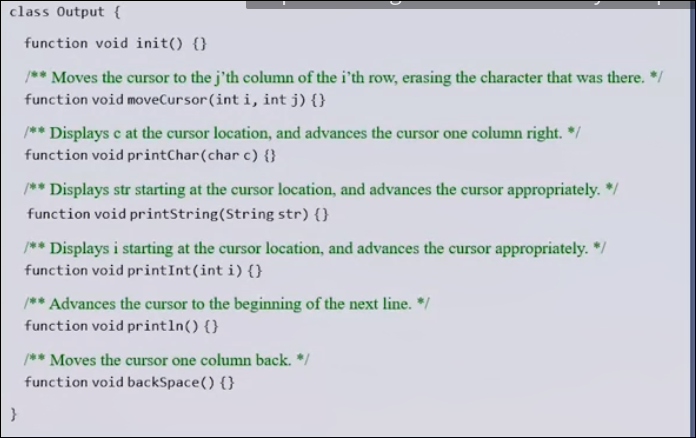 class Output {
function void init() {}
/** Moves the cursor to the j'th column of the i'th row, erasing the character that was there. */
function void moveCursor(int i, int j) {}
/** Displays c at the cursor location, and advances the cursor one column right. */
function void printChar(char c) {}
/** Displays str starting at the cursor location, and advances the cursor appropriately. */
function void printString(String str) {}
/** Displays i starting at the cursor location, and advances the cursor appropriately. */
function void printInt(int i) {}
/** Advances the cursor to the beginning of the next line. */
function void println() {}
/** Moves the cursor one column back. */
function void backSpace() {}
}